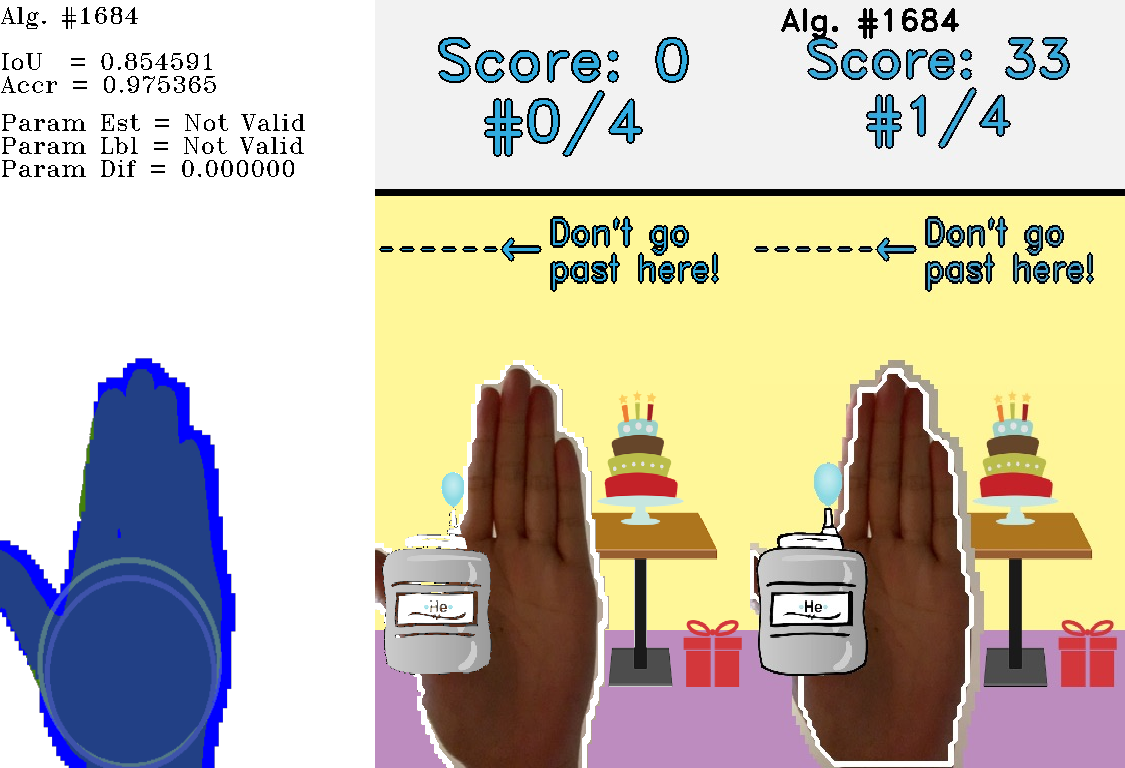 Alg. #1684
IoU = 0.854591
Accr = 0.975365
Param Est = Not Valid
Param Lbl = Not Valid
Param Dif = 0.000000
Score: 0
#0/4
Don't go
past here!
He
Alg. #1684
Score: 33
#1/4
Don't go
past here!
He